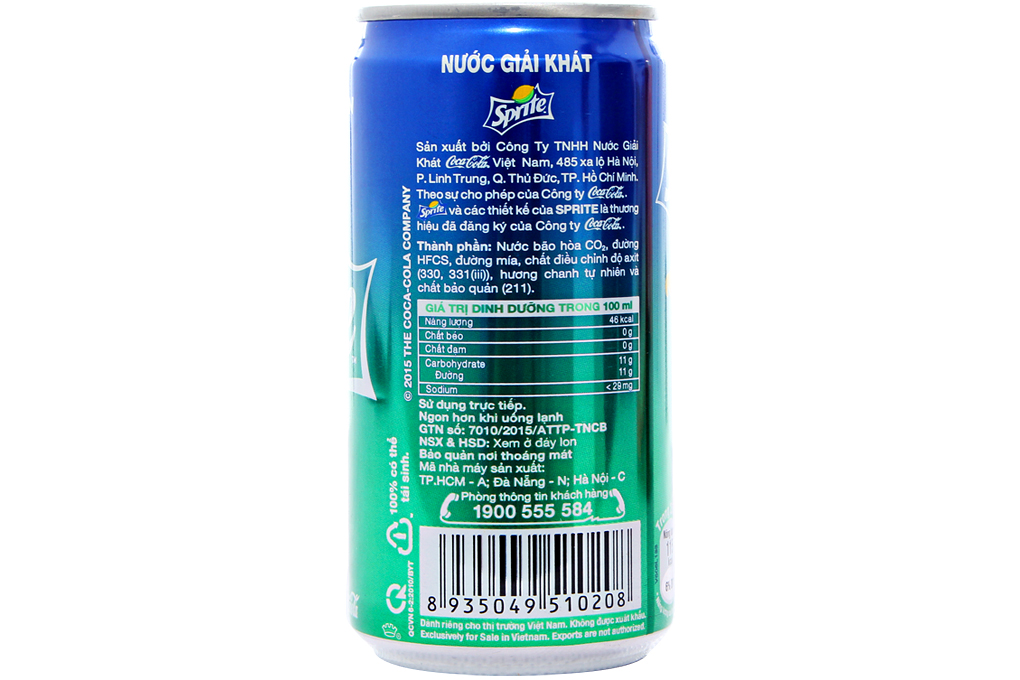 NƯỚC GIẢI KHÁT
Sprite
Sản xuất bởi Công Ty TNHH Nước Giải
Khát Coca-Cola Việt Nam, 485 xa lộ Hà Nội,
P. Linh Trung, Q. Thủ Đức, TP. Hồ Chí Minh.
Theo sự cho phép của Công ty Coca-Cola.
Sprite và các thiết kế của SPRITE là thương
hiệu đã đăng ký của Công ty Coca-Cola.
Thành phần: Nước bão hòa CO₂, đường
HFCS, đường mía, chất điều chỉnh độ axit
(330, 331(iii)), hương chanh tự nhiên và
chất bảo quản (211).
GIÁ TRỊ DINH DƯỠNG TRONG 100 ml
Năng lượng 46 kcal
Chất béo 0 g
Chất đạm 0 g
Carbohydrate 11 g
Đường 11 g
Sodium < 29 mg
Sử dụng trực tiếp.
Ngon hơn khi uống lạnh
GTN số: 7010/2015/ATTP-TNCB
NSX & HSD: Xem ở đáy lon
Bảo quản nơi thoáng mát
Mã nhà máy sản xuất:
TP.HCM - A; Đà Nẵng - N; Hà Nội - C
Phòng thông tin khách hàng
1900 555 584
8 935049 510208
Dành riêng cho thị trường Việt Nam. Không được xuất khẩu.
Exclusively for Sale in Vietnam. Exports are not authorized.
© 2015 THE COCA-COLA COMPANY
100% có thể
tái sinh.
QCVN 6-2:2010/BYT